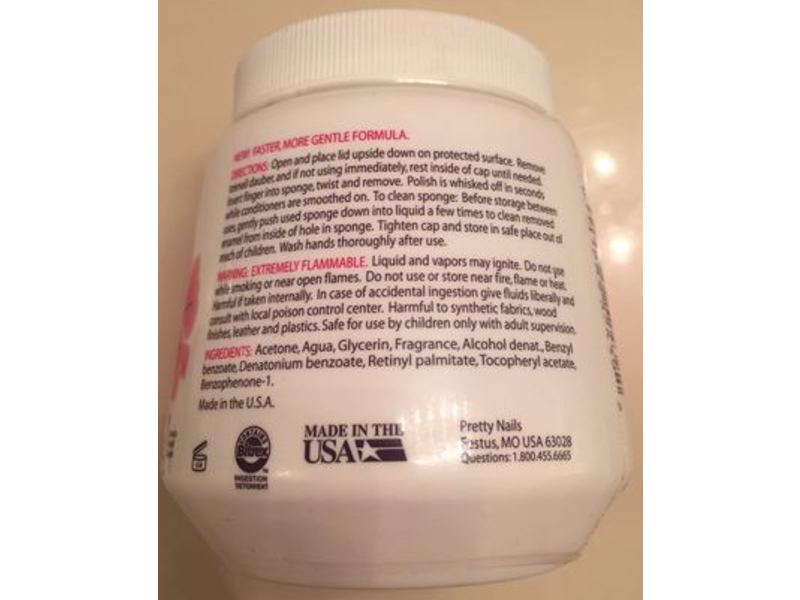 NEW! FASTER, MORE GENTLE FORMULA.
DIRECTIONS: Open and place lid upside down on protected surface. Remove
toenail dauber, and if not using immediately, rest inside of cap until needed.
Insert finger into sponge, twist and remove. Polish is whisked off in seconds
while conditioners are smoothed on. To clean sponge: Before storage between
uses, gently push used sponge down into liquid a few times to clean removed
enamel from inside of hole in sponge. Tighten cap and store in safe place out of
reach of children. Wash hands thoroughly after use.
WARNING: EXTREMELY FLAMMABLE. Liquid and vapors may ignite. Do not use
while smoking or near open flames. Do not use or store near fire, flame or heat.
Harmful if taken internally. In case of accidental ingestion give fluids liberally and
consult with local poison control center. Harmful to synthetic fabrics, wood
finishes, leather and plastics. Safe for use by children only with adult supervision.
INGREDIENTS: Acetone, Aqua, Glycerin, Fragrance, Alcohol denat., Benzyl
benzoate, Denatonium benzoate, Retinyl palmitate, Tocopheryl acetate,
Benzophenone-1.
Made in the U.S.A.
CONTAINS
Bitrex
INGESTION
DETERRENT
MADE IN THE
USA
Pretty Nails
Festus, MO USA 63028
Questions: 1.800.455.6665